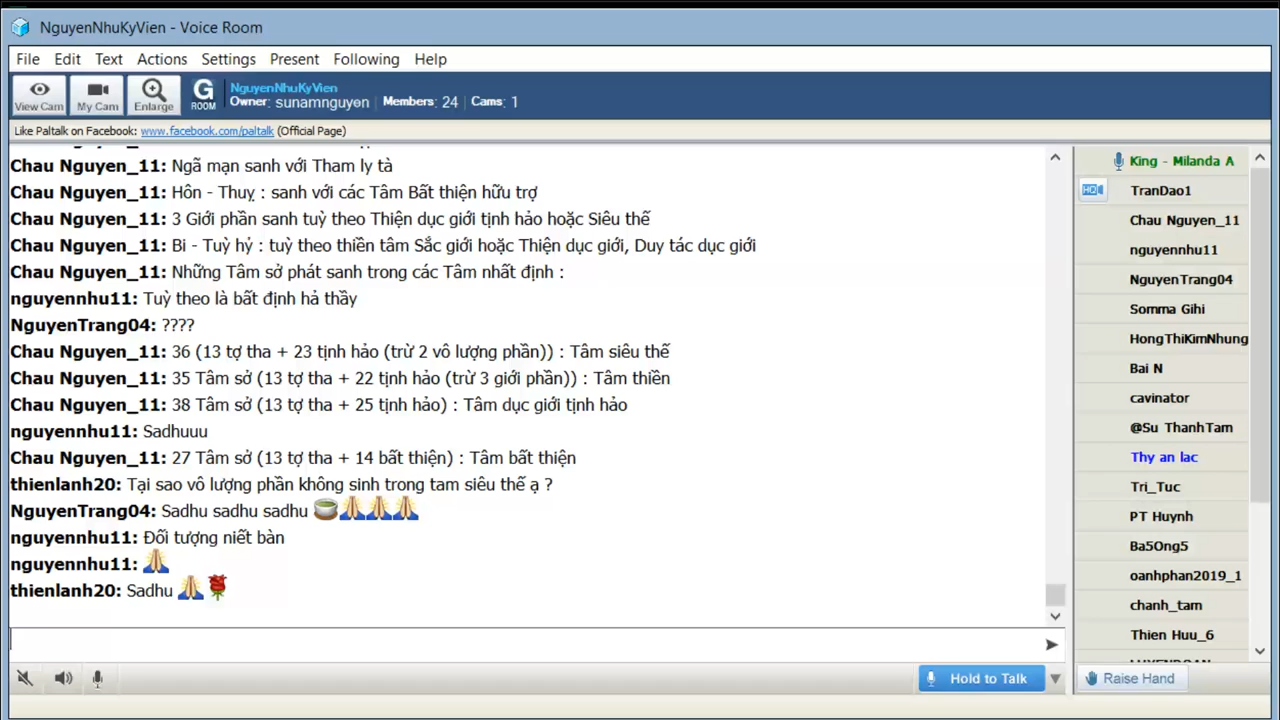 NguyenNhuKyVien - Voice Room
File Edit Text Actions Settings Present Following Help
View Cam My Cam Enlarge G ROOM
NguyenNhuKyVien
Owner: sunamnguyen Members: 24 Cams: 1
Like Paltalk on Facebook: www.facebook.com/paltalk (Official Page)
Chau Nguyen_11: Ngã mạn sanh với Tham ly tà
Chau Nguyen_11: Hôn - Thuỵ : sanh với các Tâm Bất thiện hữu trợ
Chau Nguyen_11: 3 Giới phần sanh tuỳ theo Thiện dục giới tịnh hảo hoặc Siêu thế
Chau Nguyen_11: Bi - Tuỳ hỷ : tuỳ theo thiền tâm Sắc giới hoặc Thiện dục giới, Duy tác dục giới
Chau Nguyen_11: Những Tâm sở phát sanh trong các Tâm nhất định :
nguyennhu11: Tuỳ theo là bất định hả thầy
NguyenTrang04: ????
Chau Nguyen_11: 36 (13 tợ tha + 23 tịnh hảo (trừ 2 vô lượng phần)) : Tâm siêu thế
Chau Nguyen_11: 35 Tâm sở (13 tợ tha + 22 tịnh hảo (trừ 3 giới phần)) : Tâm thiền
Chau Nguyen_11: 38 Tâm sở (13 tợ tha + 25 tịnh hảo) : Tâm dục giới tịnh hảo
nguyennhu11: Sadhuuu
Chau Nguyen_11: 27 Tâm sở (13 tợ tha + 14 bất thiện) : Tâm bất thiện
thienlanh20: Tại sao vô lượng phần không sinh trong tam siêu thế ạ ?
NguyenTrang04: Sadhu sadhu sadhu 🍵🙏🙏🙏
nguyennhu11: Đối tượng niết bàn
nguyennhu11: 🙏
thienlanh20: Sadhu 🙏🌹
Hold to Talk
King - Milanda A
TranDao1
Chau Nguyen_11
nguyennhu11
NguyenTrang04
Somma Gihi
HongThiKimNhung
Bai N
cavinator
@Su ThanhTam
Thy an lac
Tri_Tuc
PT Huynh
Ba5Ong5
oanhphan2019_1
chanh_tam
Thien Huu_6
Raise Hand